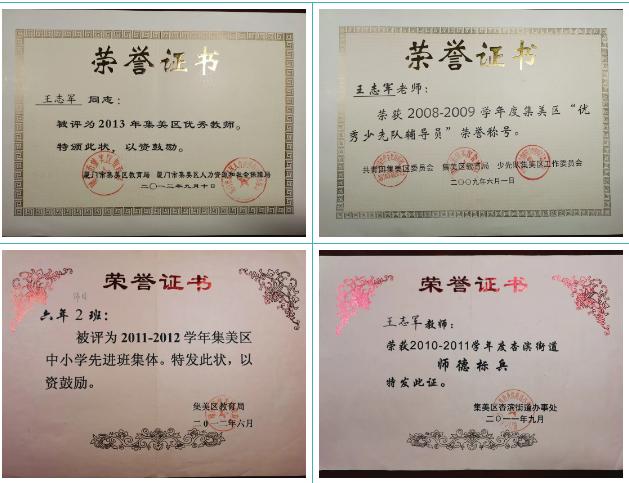 荣誉证书
王志军 同志：
被评为2013年集美区优秀教师。
特颁此状，以资鼓励。
厦门市集美区教育局 厦门市集美区人力资源和社会保障局
二〇一三年九月十日
荣誉证书
王志军老师：
荣获2008-2009学年度集美区“优
秀少先队辅导员”荣誉称号。
共青团集美区委员会 集美区教育局 少先队集美区工作委员会
二〇〇九年六月一日
荣誉证书
六年2班：
被评为2011-2012学年集美区
中小学先进班集体。特发此状，以
资鼓励。
集美区教育局
二〇一二年六月
荣誉证书
王志军教师：
荣获2010-2011学年度杏滨街道
师德标兵
特发此证。
集美区杏滨街道办事处
二〇一一年九月